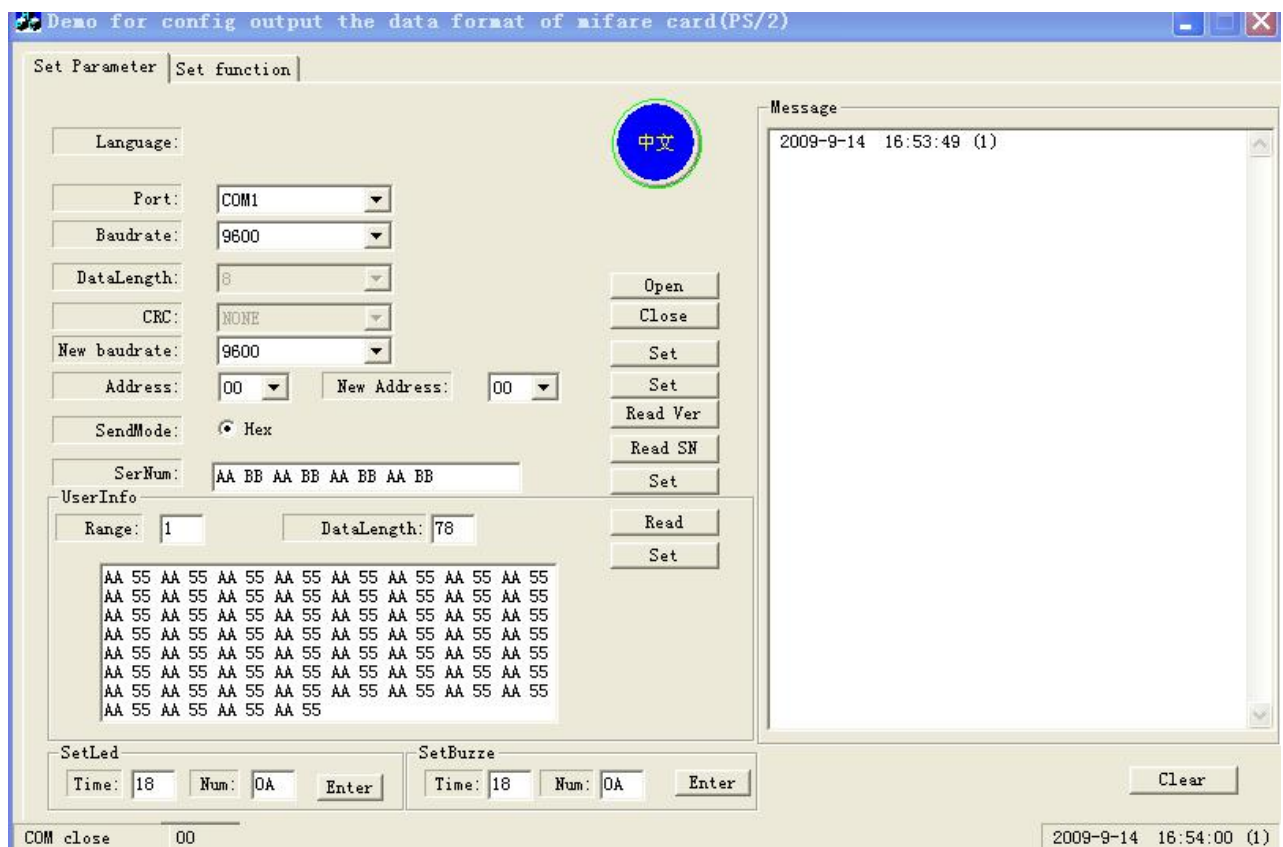 Demo for config output the data format of mifare card(PS/2)
Set Parameter Set function
Language: 中文
Port: COM1
Baudrate: 9600
DataLength: 8
Open
CRC: NONE
Close
New baudrate: 9600
Set
Address: 00 New Address: 00
Set
Read Ver
SendMode: Hex
Read SN
SerNum: AA BB AA BB AA BB AA BB
Set
UserInfo
Range: 1 DataLength: 78
Read
Set
AA 55 AA 55 AA 55 AA 55 AA 55 AA 55 AA 55 AA 55
AA 55 AA 55 AA 55 AA 55 AA 55 AA 55 AA 55 AA 55
AA 55 AA 55 AA 55 AA 55 AA 55 AA 55 AA 55 AA 55
AA 55 AA 55 AA 55 AA 55 AA 55 AA 55 AA 55 AA 55
AA 55 AA 55 AA 55 AA 55 AA 55 AA 55 AA 55 AA 55
AA 55 AA 55 AA 55 AA 55 AA 55 AA 55 AA 55 AA 55
AA 55 AA 55 AA 55 AA 55 AA 55 AA 55 AA 55 AA 55
AA 55 AA 55 AA 55 AA 55
SetLed
Time: 18 Num: 0A Enter
SetBuzze
Time: 18 Num: 0A Enter
Message
2009-9-14 16:53:49 (1)
Clear
COM close 00 2009-9-14 16:54:00 (1)